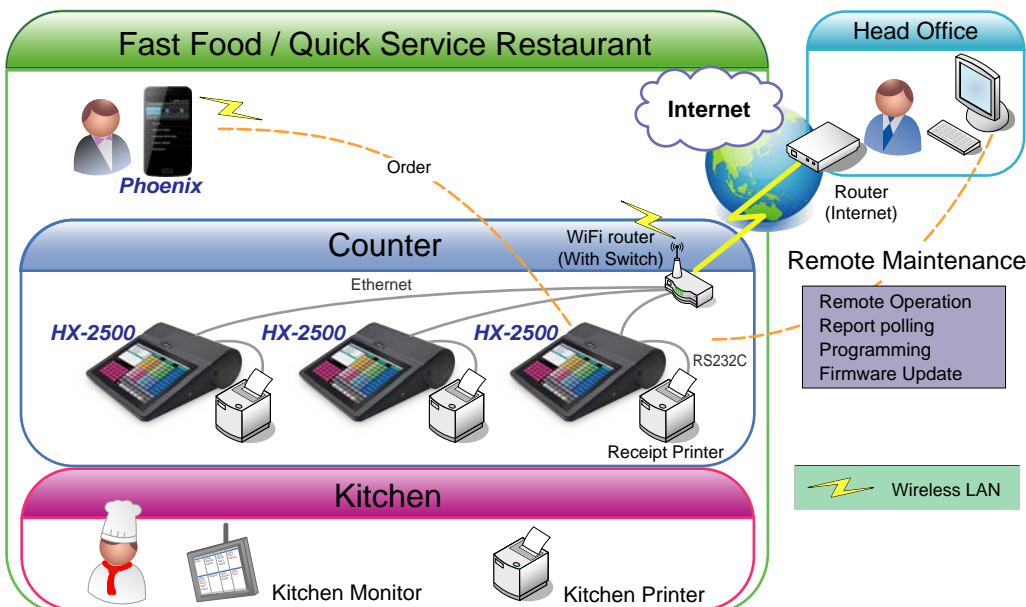 Fast Food / Quick Service Restaurant
Head Office
Internet
Phoenix
Order
Router
(Internet)
Counter
WiFi router
(With Switch)
Ethernet
Remote Maintenance
HX-2500
HX-2500
HX-2500
RS232C
Remote Operation
Report polling
Programming
Firmware Update
Receipt Printer
Kitchen
Wireless LAN
Kitchen Monitor
Kitchen Printer